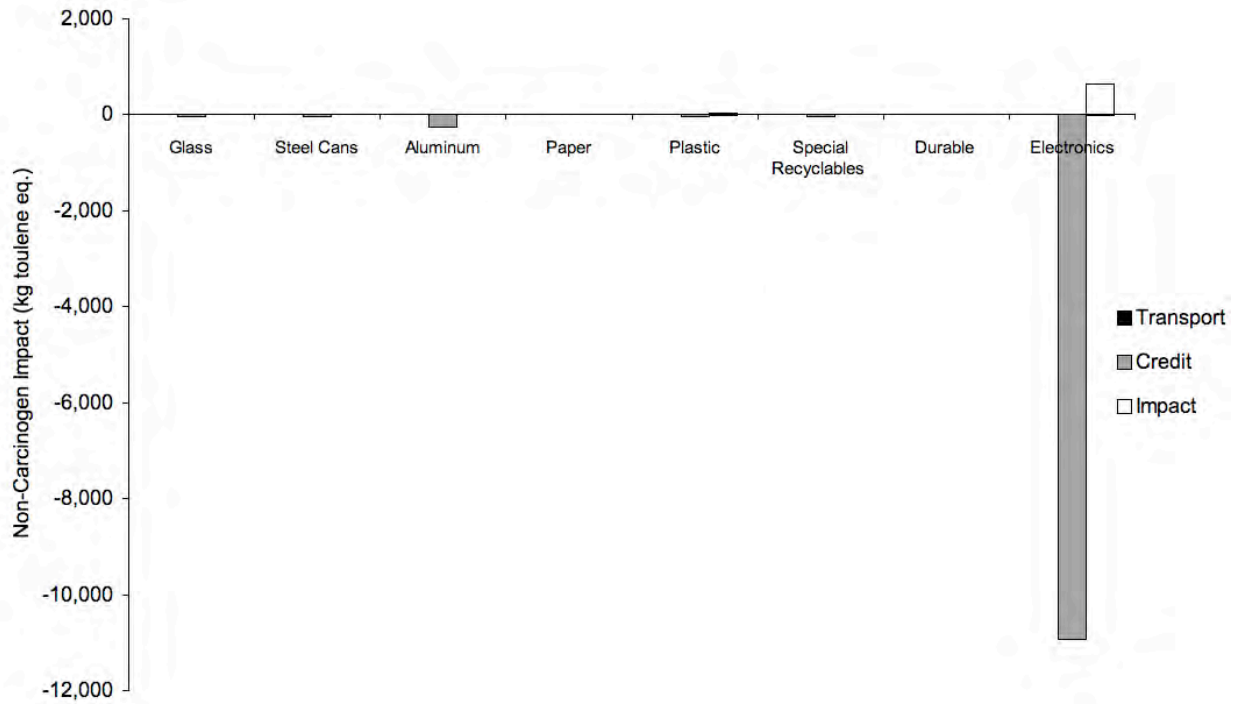 Non-Carcinogen Impact (kg toulene eq.)
2,000
0
-2,000
-4,000
-6,000
-8,000
-10,000
-12,000
Glass
Steel Cans
Aluminum
Paper
Plastic
Special
Recyclables
Durable
Electronics
Transport
Credit
Impact